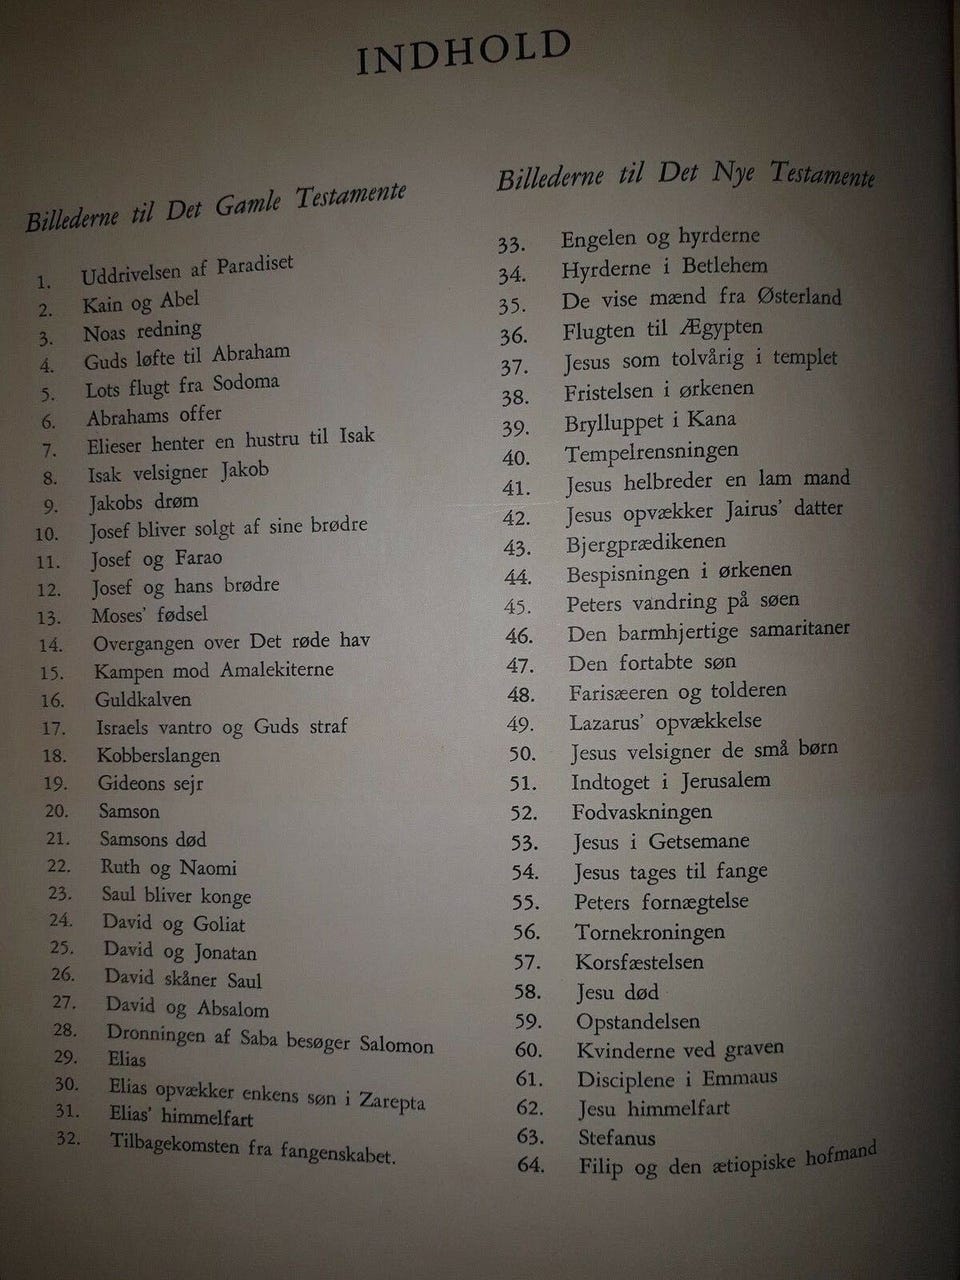 INDHOLD
Billederne til Det Gamle Testamente
1. Uddrivelsen af Paradiset
2. Kain og Abel
3. Noas redning
4. Guds løfte til Abraham
5. Lots flugt fra Sodoma
6. Abrahams offer
7. Elieser henter en hustru til Isak
8. Isak velsigner Jakob
9. Jakobs drøm
10. Josef bliver solgt af sine brødre
11. Josef og Farao
12. Josef og hans brødre
13. Moses' fødsel
14. Overgangen over Det røde hav
15. Kampen mod Amalekiterne
16. Guldkalven
17. Israels vantro og Guds straf
18. Kobberslangen
19. Gideons sejr
20. Samson
21. Samsons død
22. Ruth og Naomi
23. Saul bliver konge
24. David og Goliat
25. David og Jonatan
26. David skåner Saul
27. David og Absalom
28. Dronningen af Saba besøger Salomon
29. Elias
30. Elias opvækker enkens søn i Zarepta
31. Elias' himmelfart
32. Tilbagekomsten fra fangenskabet.
Billederne til Det Nye Testamente
33. Engelen og hyrderne
34. Hyrderne i Betlehem
35. De vise mænd fra Østerland
36. Flugten til Ægypten
37. Jesus som tolvårig i templet
38. Fristelsen i ørkenen
39. Brylluppet i Kana
40. Tempelrensningen
41. Jesus helbreder en lam mand
42. Jesus opvækker Jairus' datter
43. Bjergprædikenen
44. Bespisningen i ørkenen
45. Peters vandring på søen
46. Den barmhjertige samaritaner
47. Den fortabte søn
48. Farisæeren og tolderen
49. Lazarus' opvækkelse
50. Jesus velsigner de små børn
51. Indtoget i Jerusalem
52. Fodvaskningen
53. Jesus i Getsemane
54. Jesus tages til fange
55. Peters fornægtelse
56. Tornekroningen
57. Korsfæstelsen
58. Jesu død
59. Opstandelsen
60. Kvinderne ved graven
61. Disciplene i Emmaus
62. Jesu himmelfart
63. Stefanus
64. Filip og den ætiopiske hofmand